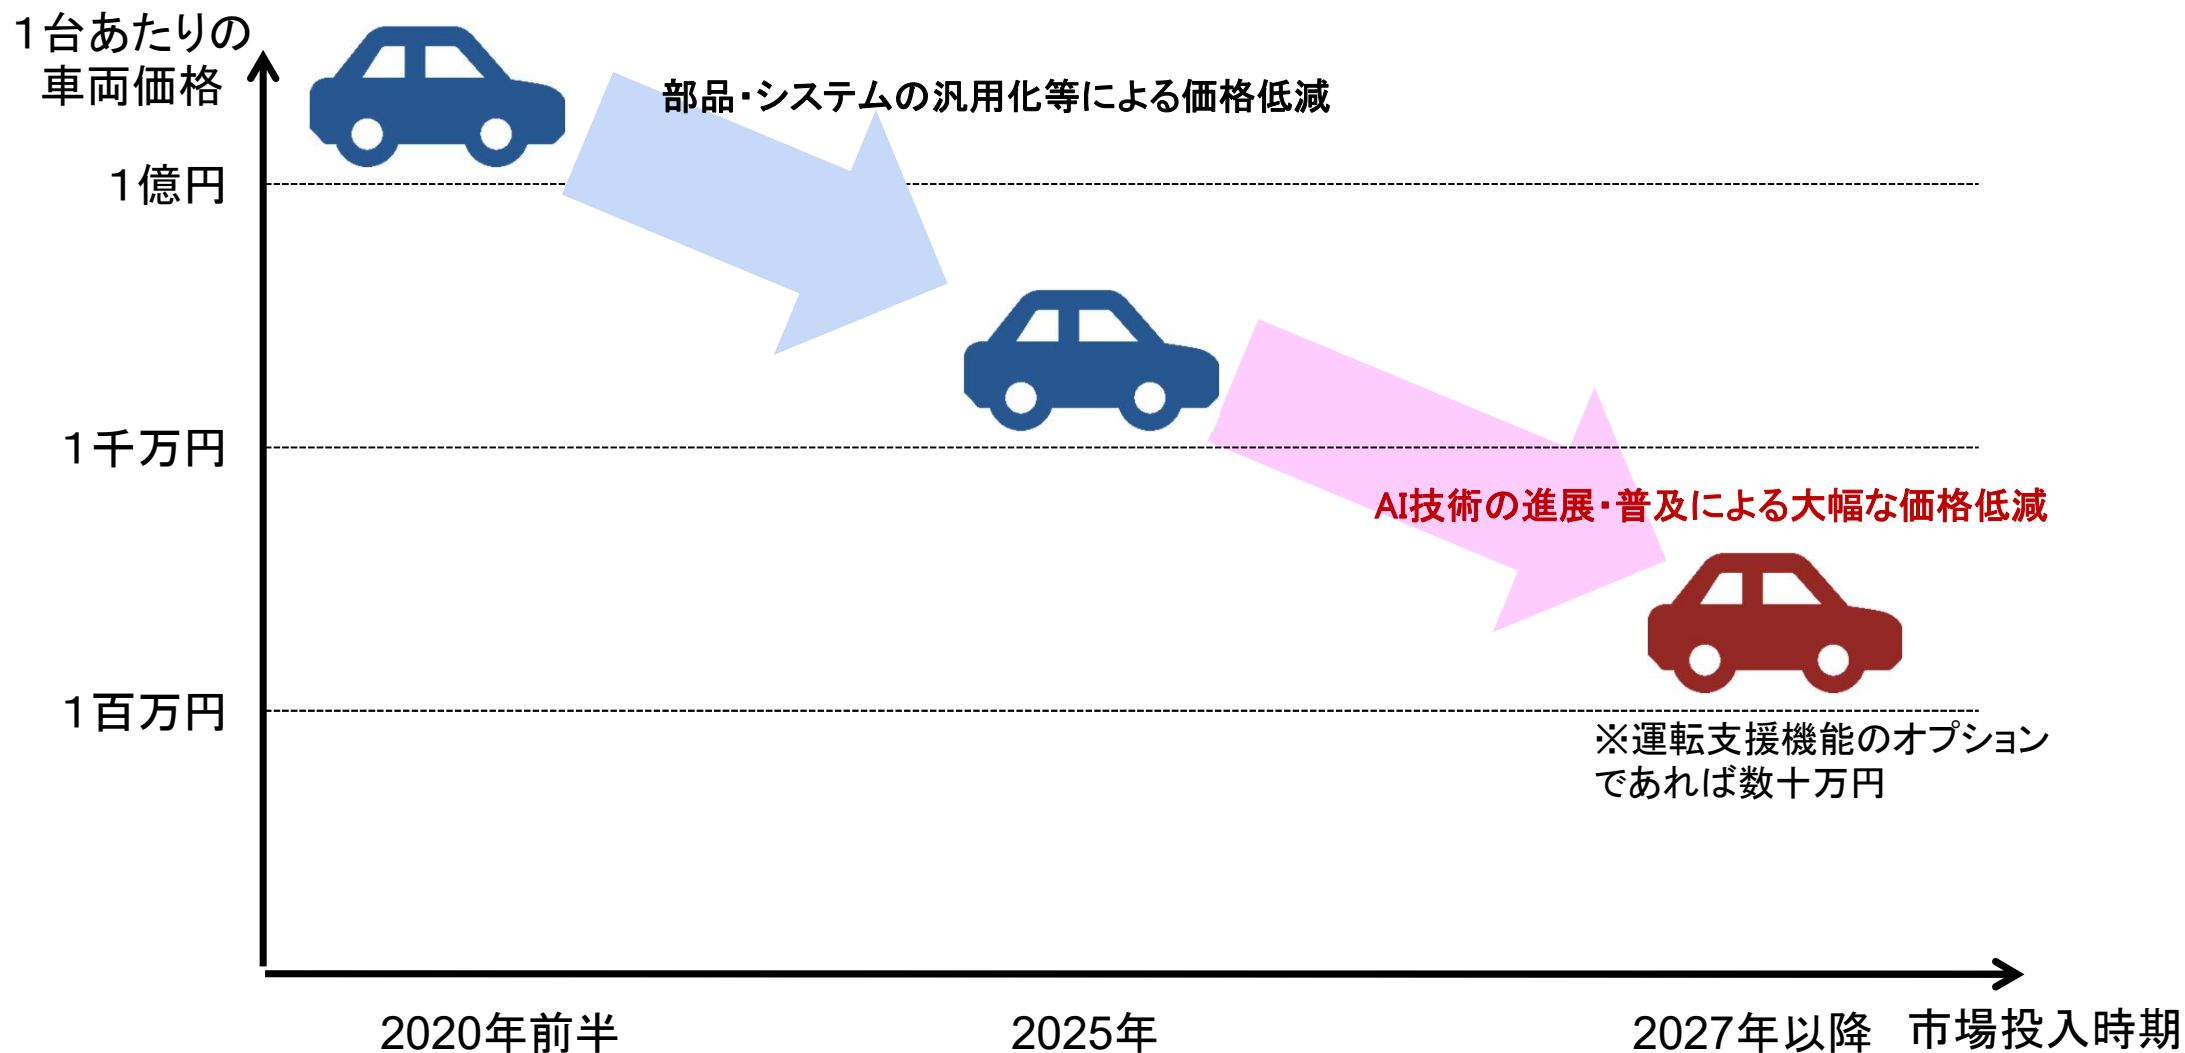 1台あたりの
車両価格
部品・システムの汎用化等による価格低減
1億円
1千万円
AI技術の進展・普及による大幅な価格低減
1百万円
※運転支援機能のオプション
であれば数十万円
2020年前半
2025年
2027年以降
市場投入時期